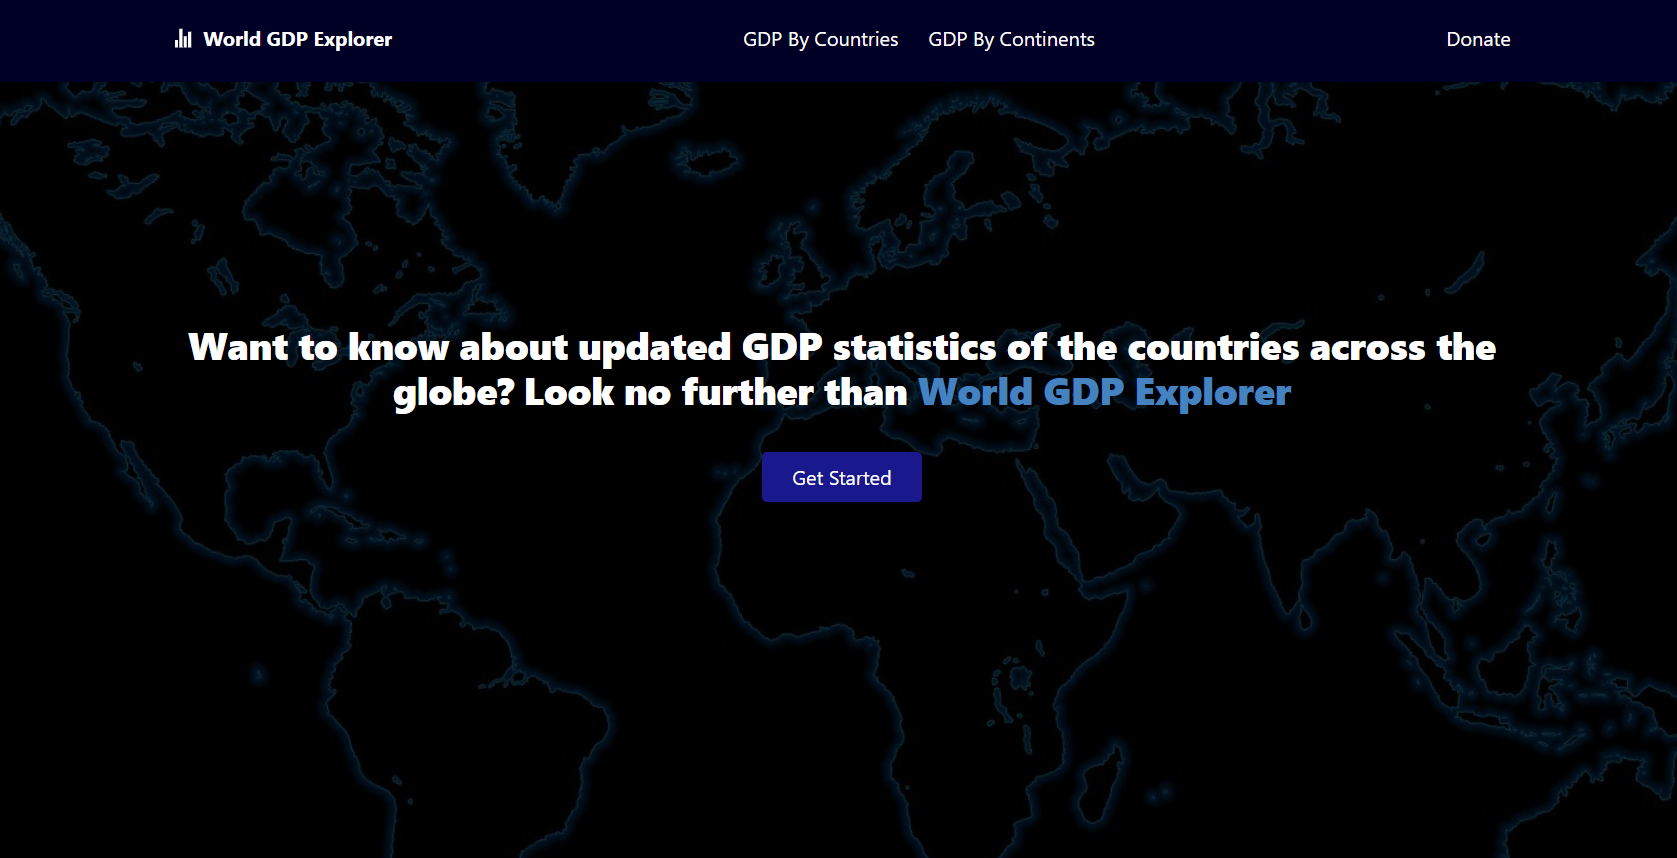 World GDP Explorer
GDP By Countries
GDP By Continents
Donate
Want to know about updated GDP statistics of the countries across the
globe? Look no further than World GDP Explorer
Get Started